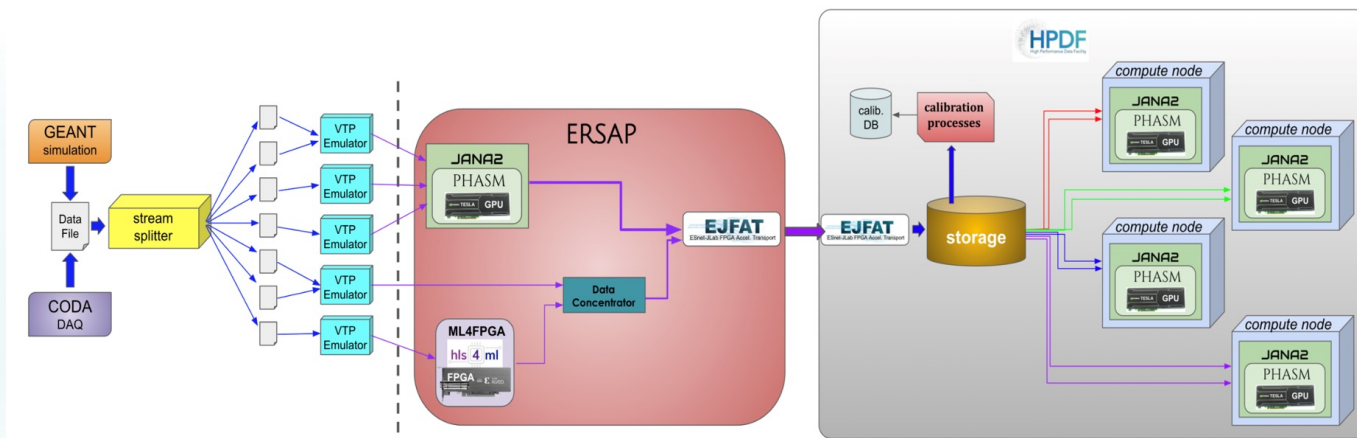 GEANT
simulation
Data
File
CODA
DAQ
stream
splitter
VTP
Emulator
VTP
Emulator
VTP
Emulator
VTP
Emulator
VTP
Emulator
ERSAP
JANA2
PHASM
TESLA GPU
ML4FPGA
hls 4 ml
FPGA
Data
Concentrator
EJFAT
ESnet-JLab FPGA Accel. Transport
EJFAT
ESnet-JLab FPGA Accel. Transport
HPDF
High Performance Data Facility
calib.
DB
calibration
processes
storage
compute node
JANA2
PHASM
TESLA GPU
compute node
JANA2
PHASM
TESLA GPU
compute node
JANA2
PHASM
TESLA GPU
compute node
JANA2
PHASM
TESLA GPU